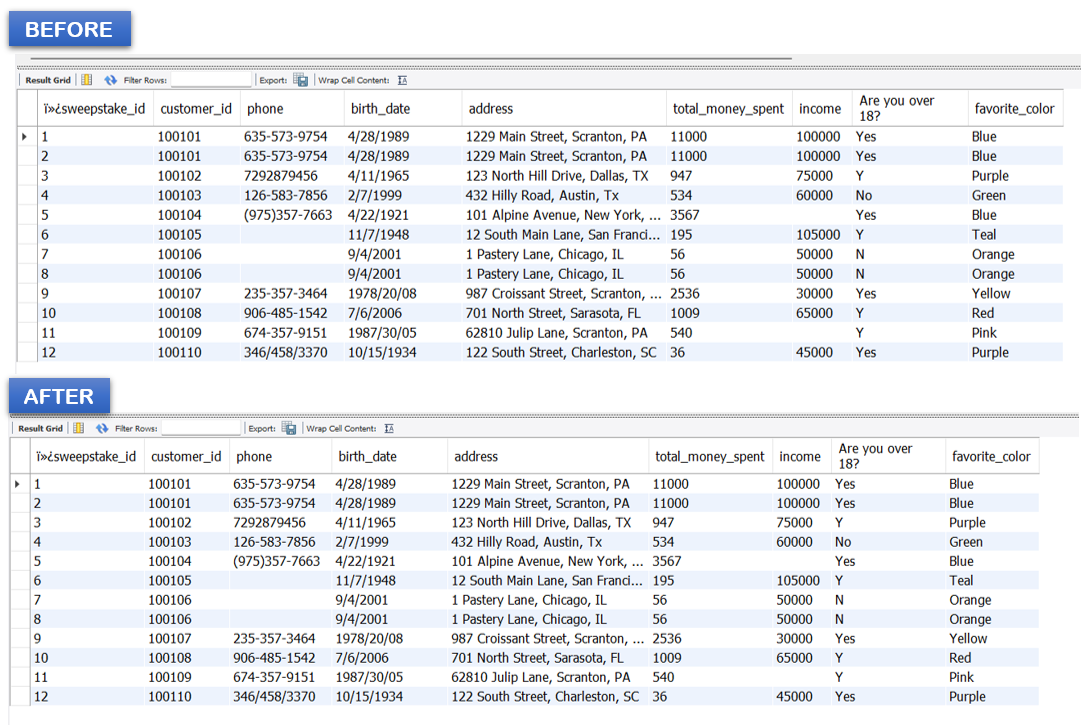 BEFORE
Result Grid Filter Rows: Export: Wrap Cell Content: IA
ï»¿sweepstake_id customer_id phone birth_date address total_money_spent income Are you over 18? favorite_color
1 100101 635-573-9754 4/28/1989 1229 Main Street, Scranton, PA 11000 100000 Yes Blue
2 100101 635-573-9754 4/28/1989 1229 Main Street, Scranton, PA 11000 100000 Yes Blue
3 100102 7292879456 4/11/1965 123 North Hill Drive, Dallas, TX 947 75000 Y Purple
4 100103 126-583-7856 2/7/1999 432 Hilly Road, Austin, Tx 534 60000 No Green
5 100104 (975)357-7663 4/22/1921 101 Alpine Avenue, New York, ... 3567 Yes Blue
6 100105 11/7/1948 12 South Main Lane, San Franci... 195 105000 Y Teal
7 100106 9/4/2001 1 Pastery Lane, Chicago, IL 56 50000 N Orange
8 100106 9/4/2001 1 Pastery Lane, Chicago, IL 56 50000 N Orange
9 100107 235-357-3464 1978/20/08 987 Croissant Street, Scranton, ... 2536 30000 Yes Yellow
10 100108 906-485-1542 7/6/2006 701 North Street, Sarasota, FL 1009 65000 Y Red
11 100109 674-357-9151 1987/30/05 62810 Julip Lane, Scranton, PA 540 Y Pink
12 100110 346/458/3370 10/15/1934 122 South Street, Charleston, SC 36 45000 Yes Purple
AFTER
Result Grid Filter Rows: Export: Wrap Cell Content: IA
ï»¿sweepstake_id customer_id phone birth_date address total_money_spent income Are you over 18? favorite_color
1 100101 635-573-9754 4/28/1989 1229 Main Street, Scranton, PA 11000 100000 Yes Blue
2 100101 635-573-9754 4/28/1989 1229 Main Street, Scranton, PA 11000 100000 Yes Blue
3 100102 7292879456 4/11/1965 123 North Hill Drive, Dallas, TX 947 75000 Y Purple
4 100103 126-583-7856 2/7/1999 432 Hilly Road, Austin, Tx 534 60000 No Green
5 100104 (975)357-7663 4/22/1921 101 Alpine Avenue, New York, ... 3567 Yes Blue
6 100105 11/7/1948 12 South Main Lane, San Franci... 195 105000 Y Teal
7 100106 9/4/2001 1 Pastery Lane, Chicago, IL 56 50000 N Orange
8 100106 9/4/2001 1 Pastery Lane, Chicago, IL 56 50000 N Orange
9 100107 235-357-3464 1978/20/08 987 Croissant Street, Scranton, ... 2536 30000 Yes Yellow
10 100108 906-485-1542 7/6/2006 701 North Street, Sarasota, FL 1009 65000 Y Red
11 100109 674-357-9151 1987/30/05 62810 Julip Lane, Scranton, PA 540 Y Pink
12 100110 346/458/3370 10/15/1934 122 South Street, Charleston, SC 36 45000 Yes Purple